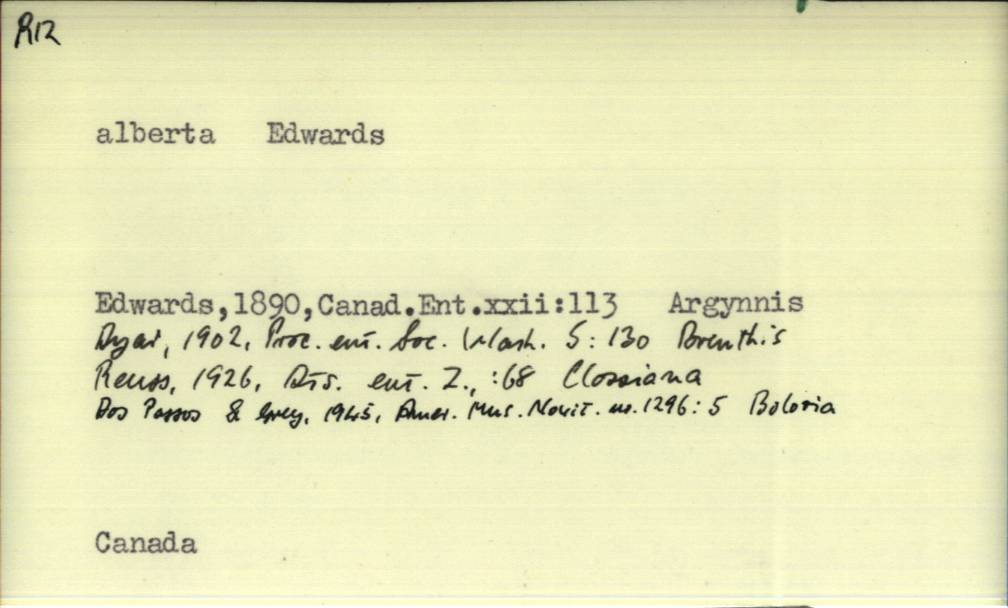 R12
alberta Edwards
Edwards,1890,Canad.Ent.xxii:113 Argynnis
Dyar, 1902, Proc. ent. Soc. Wash. 5: 130 Brenthis
Reuss, 1926, Dts. ent. Z., :68 Clossiana
Dos Passos & Grey, 1945, Amer. Mus. Novit. no. 1296: 5 Boloria
Canada